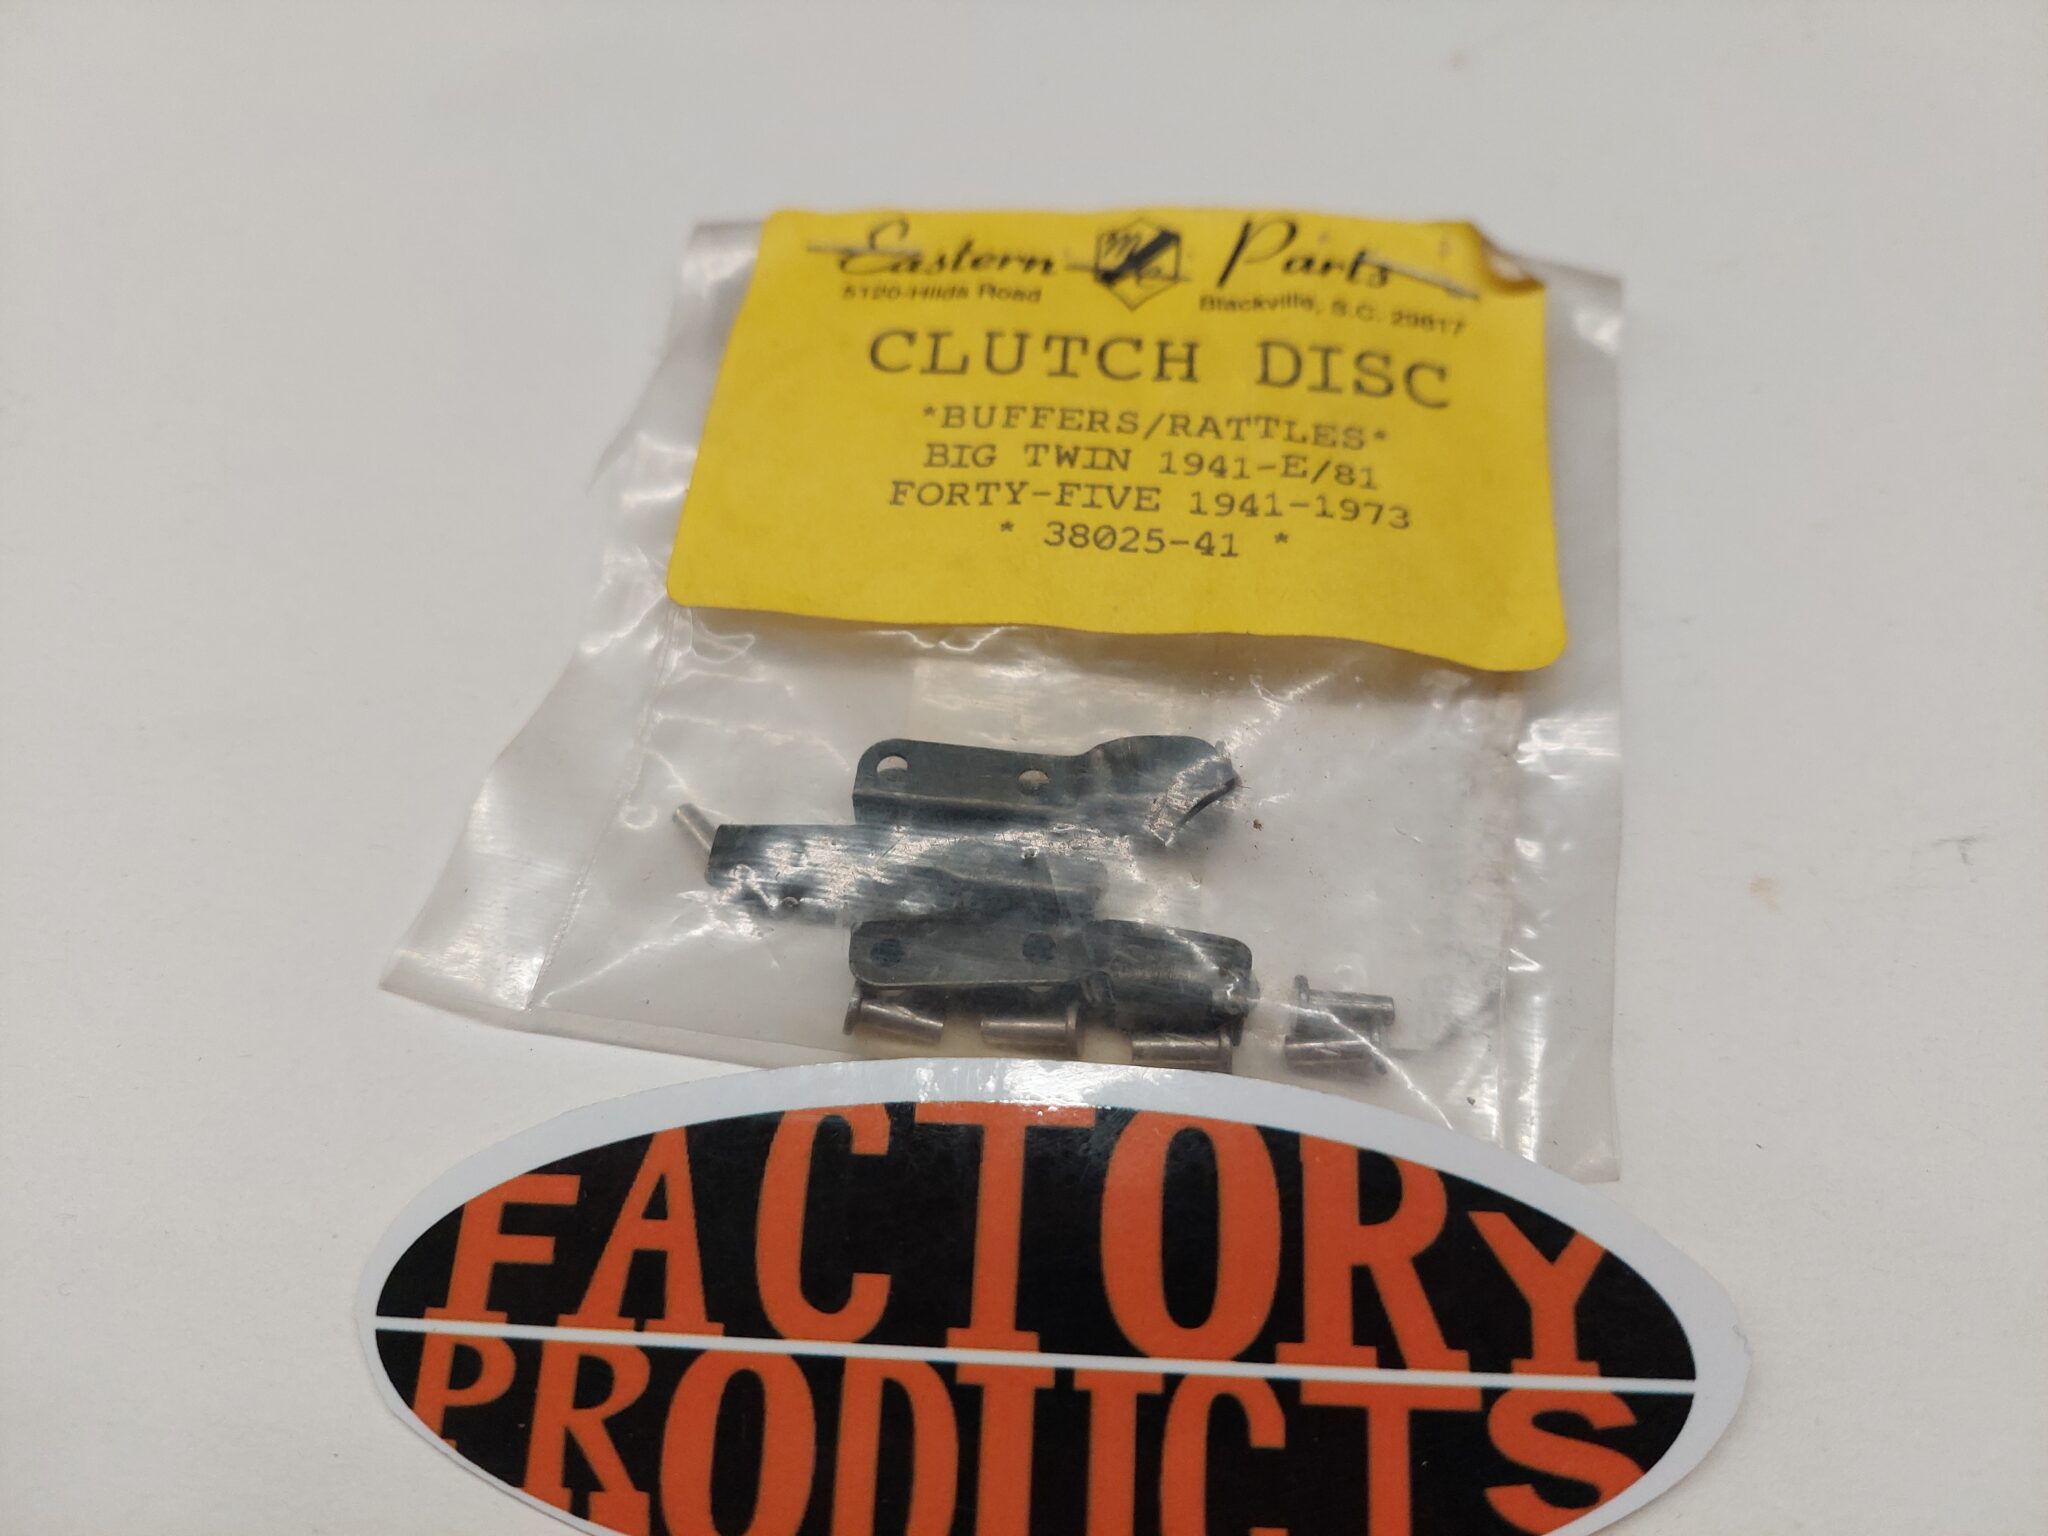 Eastern M/C Parts
5120 Hilda Road Blackville, S.C. 29817
CLUTCH DISC
*BUFFERS/RATTLES*
BIG TWIN 1941-E/81
FORTY-FIVE 1941-1973
* 38025-41 *
FACTORY
PRODUCTS